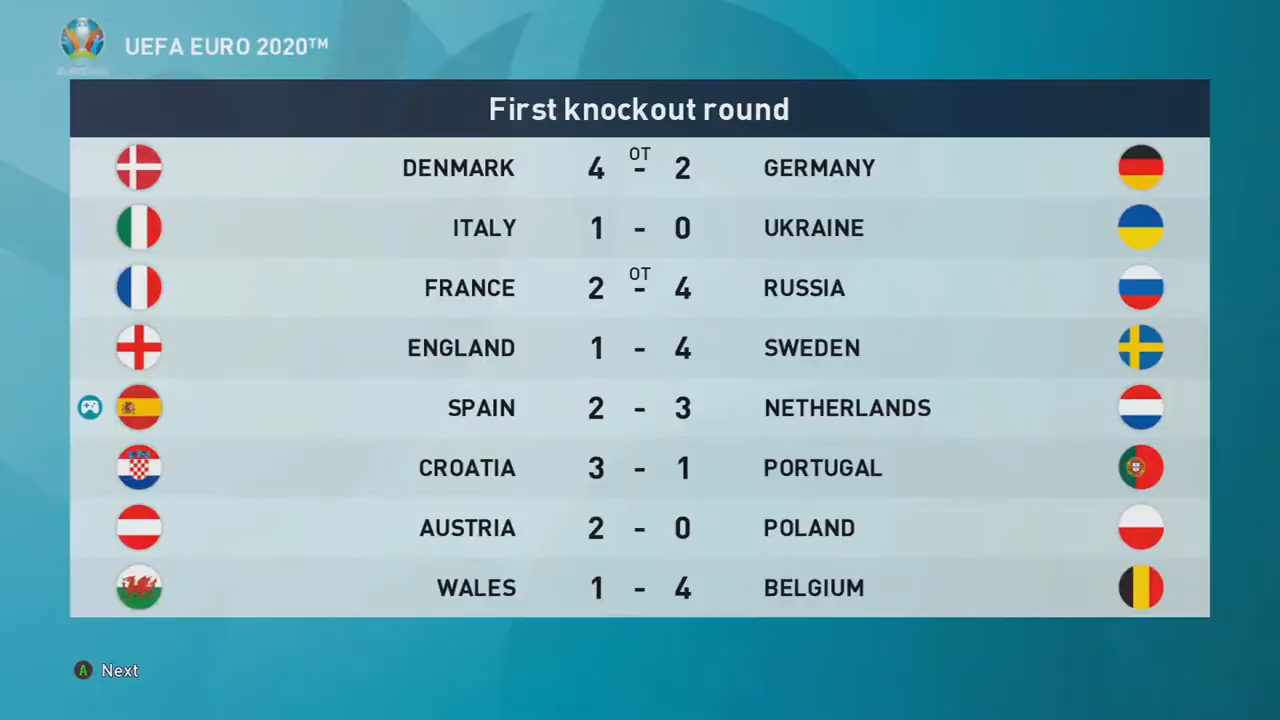 UEFA EURO 2020™
First knockout round
DENMARK 4 OT - 2 GERMANY
ITALY 1 - 0 UKRAINE
FRANCE 2 OT - 4 RUSSIA
ENGLAND 1 - 4 SWEDEN
SPAIN 2 - 3 NETHERLANDS
CROATIA 3 - 1 PORTUGAL
AUSTRIA 2 - 0 POLAND
WALES 1 - 4 BELGIUM
A Next